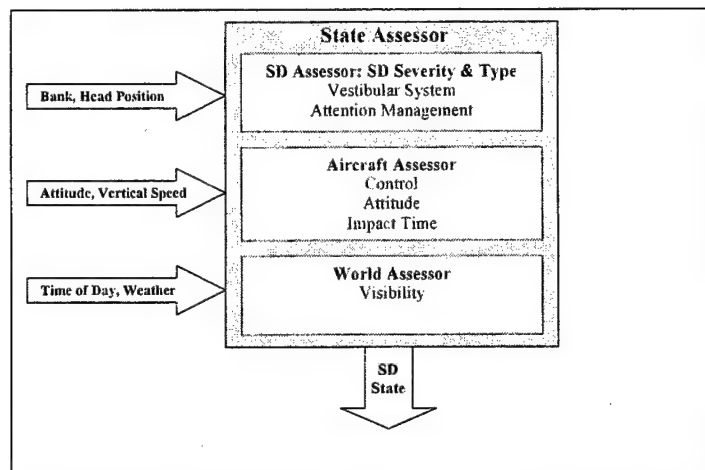 State Assessor
SD Assessor: SD Severity & Type
Vestibular System
Attention Management
Bank, Head Position
Aircraft Assessor
Control
Attitude
Impact Time
Attitude, Vertical Speed
World Assessor
Visibility
Time of Day, Weather
SD
State